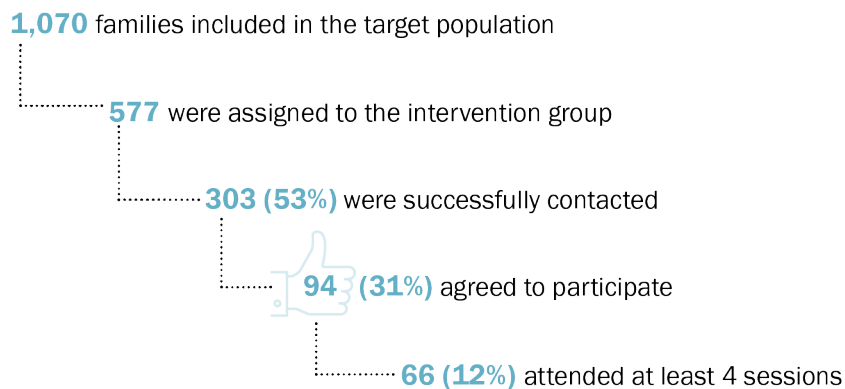 1,070 families included in the target population
577 were assigned to the intervention group
303 (53%) were successfully contacted
94 (31%) agreed to participate
66 (12%) attended at least 4 sessions